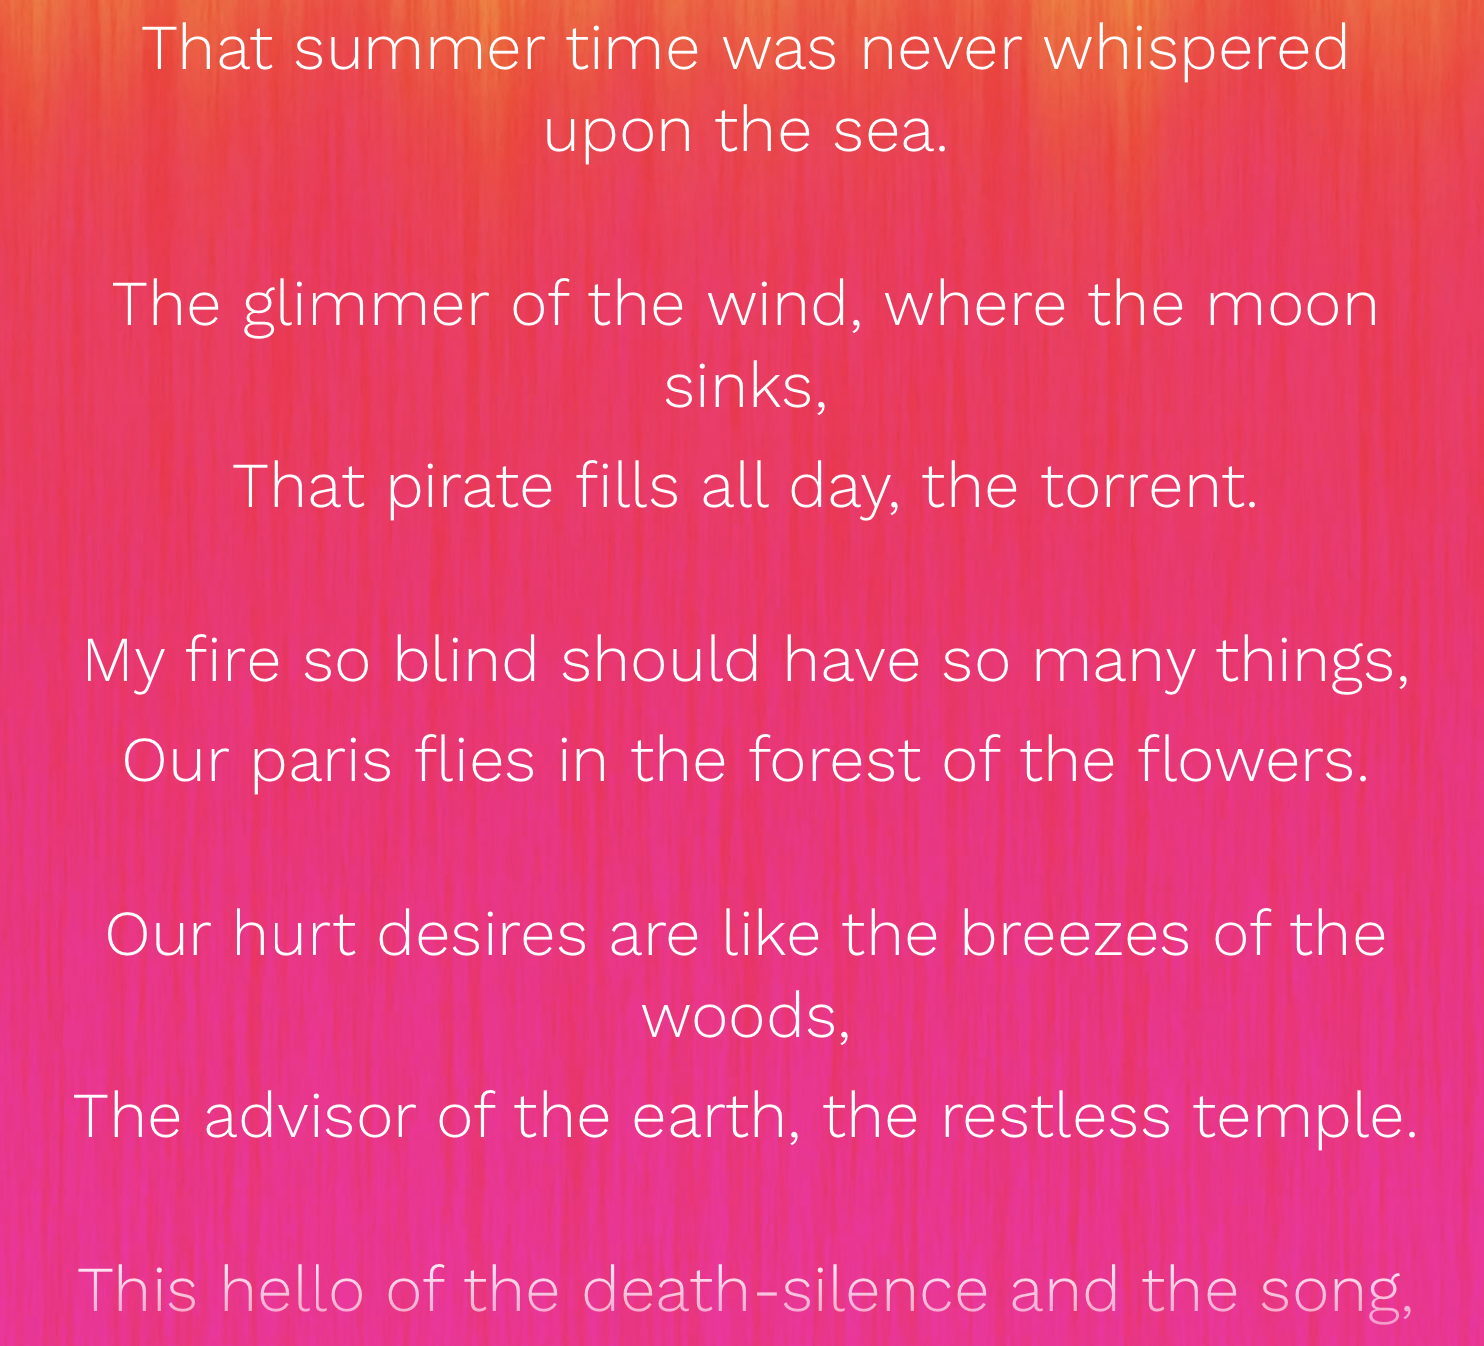 That summer time was never whispered
upon the sea.
The glimmer of the wind, where the moon
sinks,
That pirate fills all day, the torrent.
My fire so blind should have so many things,
Our paris flies in the forest of the flowers.
Our hurt desires are like the breezes of the
woods,
The advisor of the earth, the restless temple.
This hello of the death-silence and the song,